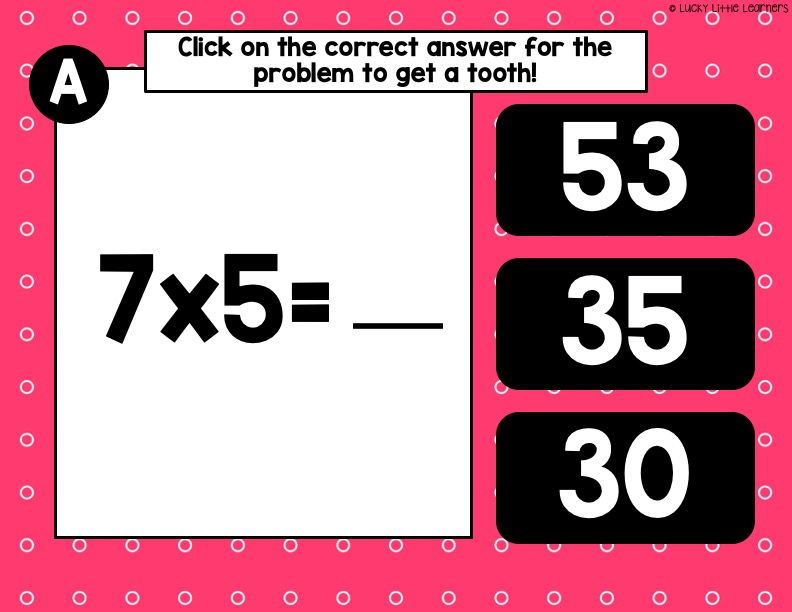 © Lucky Little Learners
Click on the correct answer for the
problem to get a tooth!
A
7x5= __
53
35
30